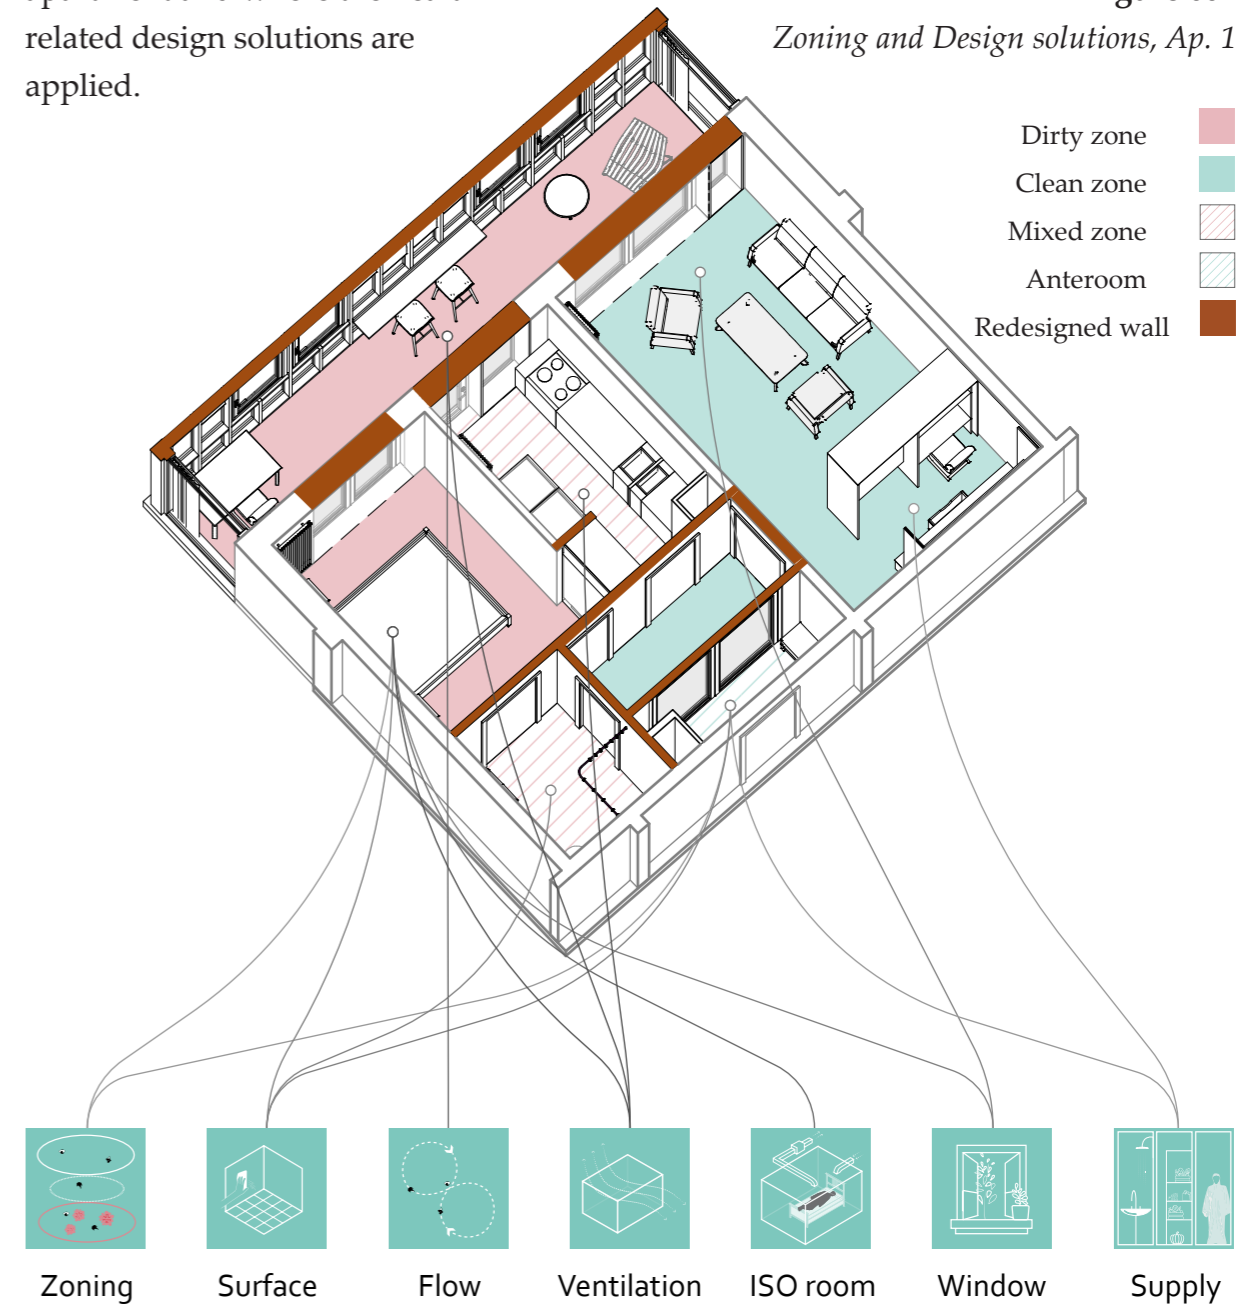 related design solutions are
applied.
Zoning and Design solutions, Ap. 1
Dirty zone
Clean zone
Mixed zone
Anteroom
Redesigned wall
Zoning
Surface
Flow
Ventilation
ISO room
Window
Supply